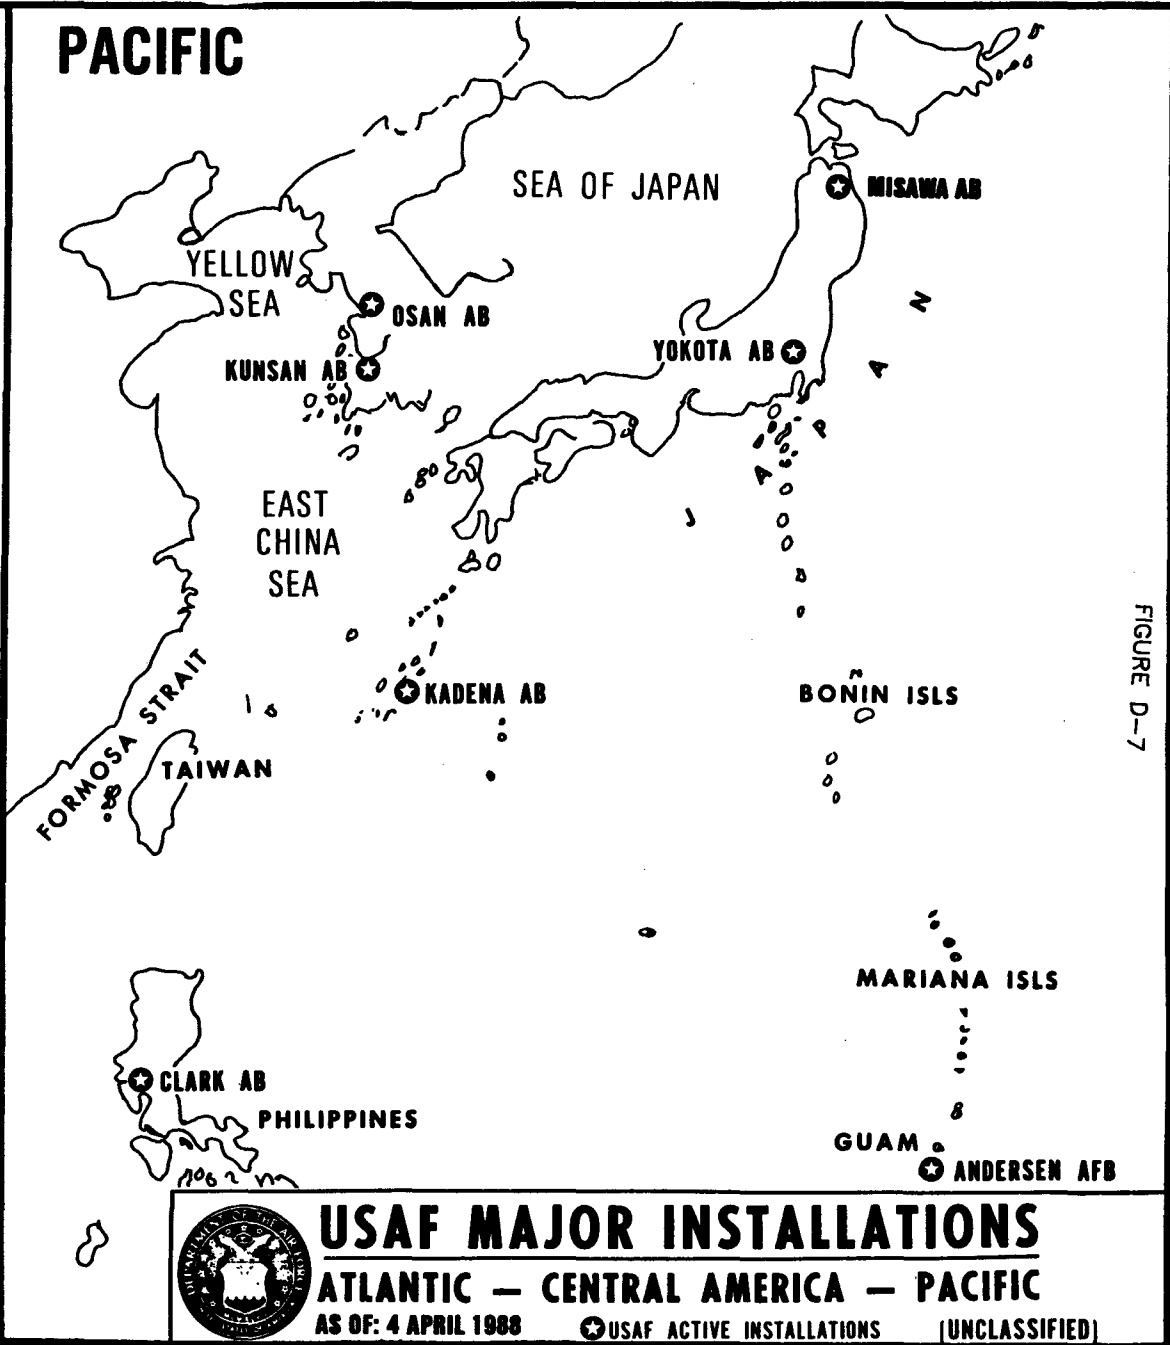 PACIFIC
SEA OF JAPAN
MISAWA AB
YELLOW
SEA
OSAN AB
KUNSAN AB
YOKOTA AB
JAPAN
EAST
CHINA
SEA
FORMOSA STRAIT
KADENA AB
BONIN ISLS
TAIWAN
FIGURE D-7
MARIANA ISLS
CLARK AB
PHILIPPINES
GUAM
ANDERSEN AFB
USAF MAJOR INSTALLATIONS
ATLANTIC – CENTRAL AMERICA – PACIFIC
AS OF: 4 APRIL 1988
USAF ACTIVE INSTALLATIONS
(UNCLASSIFIED)